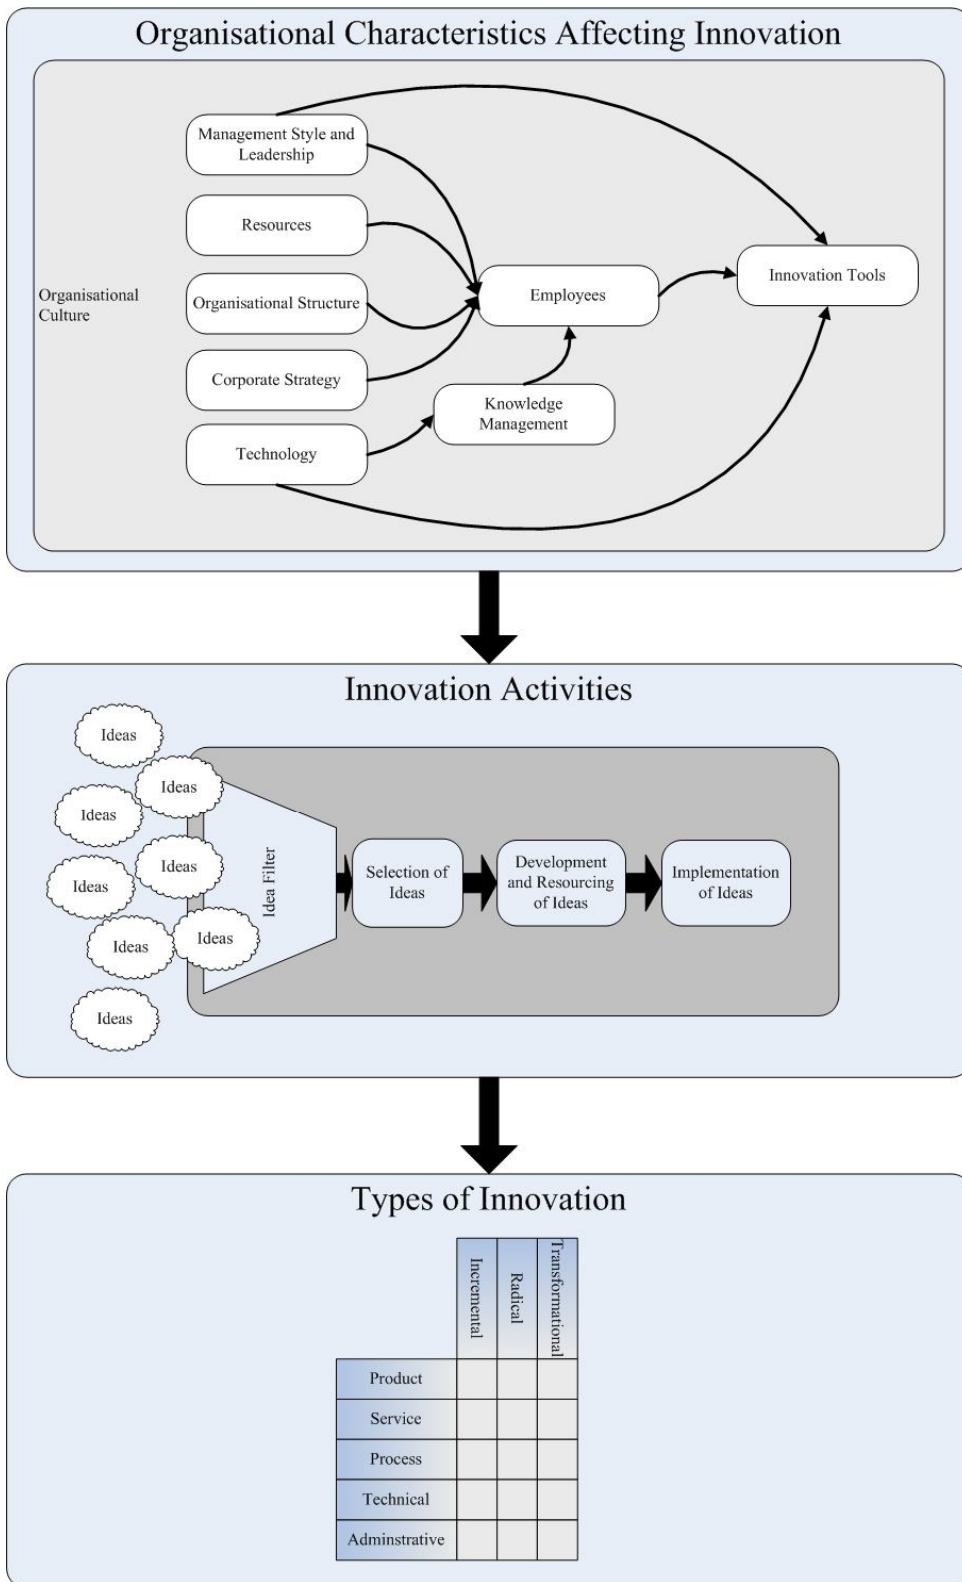 Organisational Characteristics Affecting Innovation
Management Style and
Leadership
Resources
Organisational
Culture
Organisational Structure
Corporate Strategy
Technology
Employees
Knowledge
Management
Innovation Tools
Innovation Activities
Ideas
Ideas
Ideas
Ideas
Ideas
Ideas
Ideas
Ideas
Idea Filter
Selection of
Ideas
Development
and Resourcing
of Ideas
Implementation
of Ideas
Types of Innovation
Incremental
Radical
Transformational
Product
Service
Process
Technical
Adminstrative